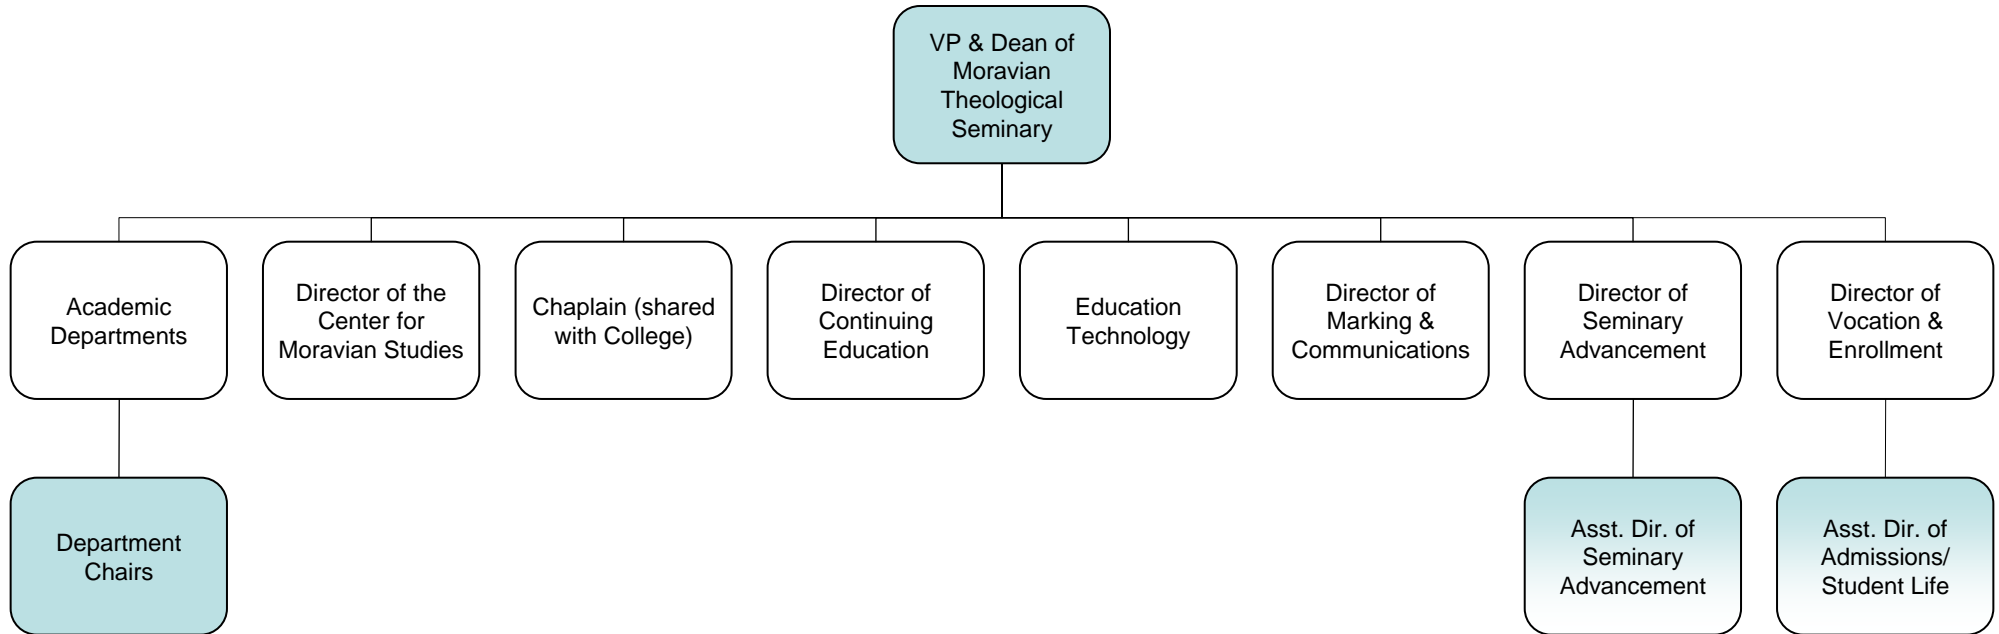 VP & Dean of
Moravian
Theological
Seminary
Academic
Departments
Director of the
Center for
Moravian Studies
Chaplain (shared
with College)
Director of
Continuing
Education
Education
Technology
Director of
Marking &
Communications
Director of
Seminary
Advancement
Director of
Vocation &
Enrollment
Department
Chairs
Asst. Dir. of
Seminary
Advancement
Asst. Dir. of
Admissions/
Student Life